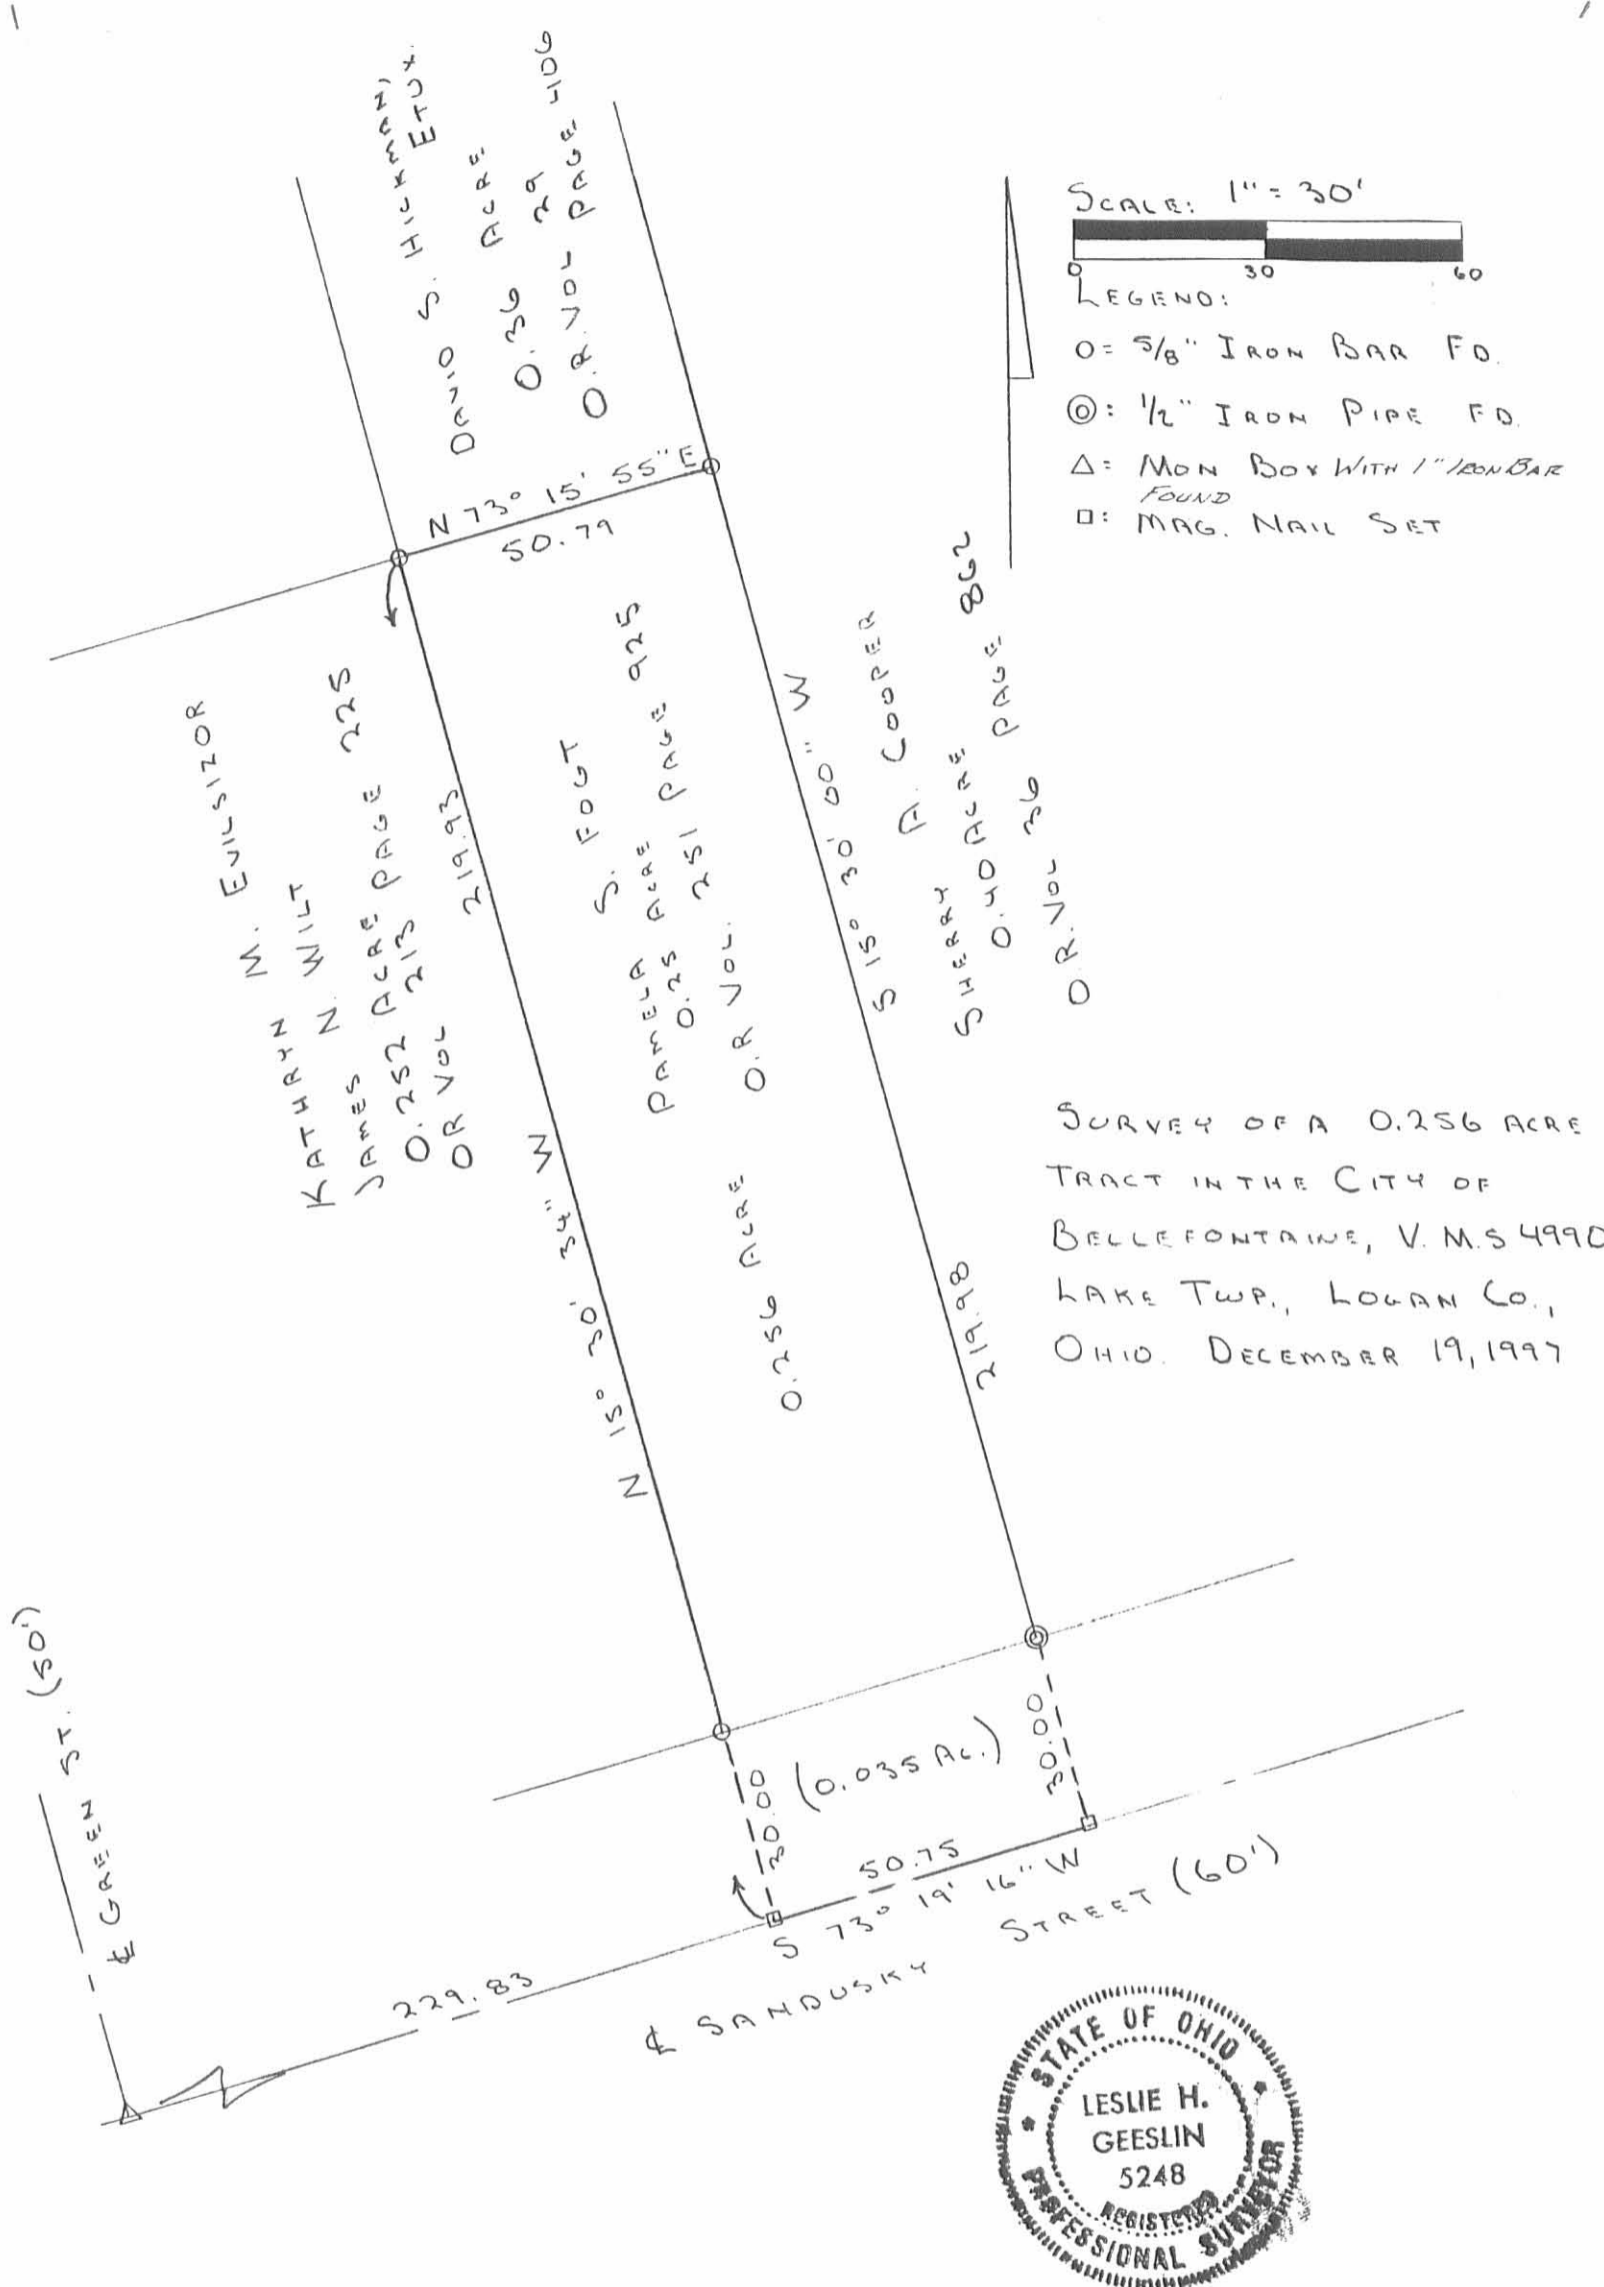 DAVID S. HICKMAN,
ETUX.
0.36 ACRE
O.R. VOL 29 PAGE 406
SCALE: 1" = 30'
0 30 60
LEGEND:
O = 5/8" IRON BAR FD.
◎: 1/2" IRON PIPE FD.
△: MON BOX WITH 1" IRON BAR
FOUND
□: MAG. NAIL SET
N 73° 15' 55" E
50.79
KATHRYN M. EVILSIZOR
JAMES N. WILT
0.252 ACRE
OR VOL 213 PAGE 225
219.93
N 15° 30' 34" W
PAMELA S. FOGT
0.25 ACRE
O.R VOL. 251 PAGE 925
0.256 ACRE
S 15° 30' 00" W
219.98
SHERRY A. COOPER
0.40 ACRE
O.R. VOL 36 PAGE 862
SURVEY OF A 0.256 ACRE
TRACT IN THE CITY OF
BELLEFONTAINE, V.M.S 4990
LAKE TWP., LOGAN CO.,
OHIO. DECEMBER 19, 1997
℄ GREEN ST. (50')
30.00
(0.035 AC.)
30.00
50.75
S 73° 19' 16" W
229.83
℄ SANDUSKY STREET (60')
STATE OF OHIO
LESLIE H.
GEESLIN
5248
REGISTERED
PROFESSIONAL SURVEYOR